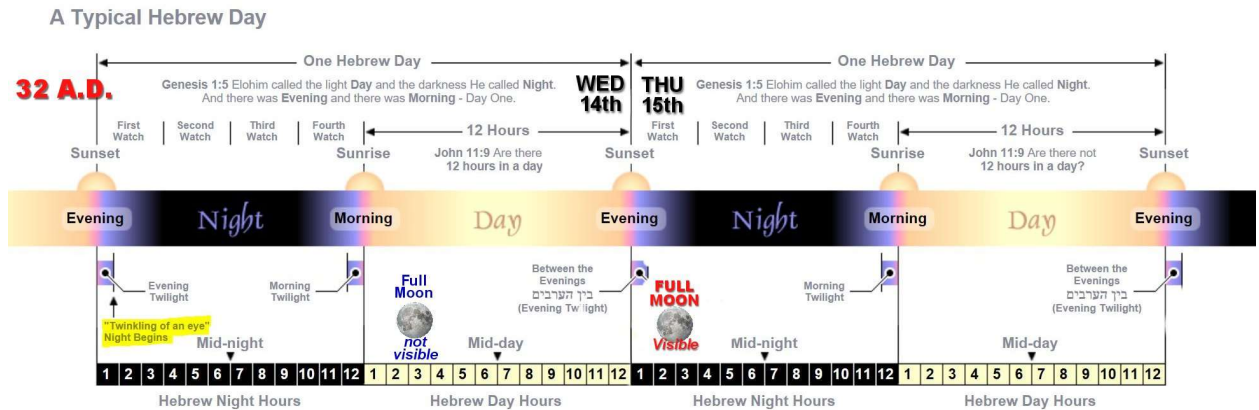 A Typical Hebrew Day
One Hebrew Day
One Hebrew Day
32 A.D.
Genesis 1:5 Elohim called the light Day and the darkness He called Night.
And there was Evening and there was Morning - Day One.
WED
14th
THU
15th
Genesis 1:5 Elohim called the light Day and the darkness He called Night.
And there was Evening and there was Morning - Day One.
First
Watch
Second
Watch
Third
Watch
Fourth
Watch
12 Hours
First
Watch
Second
Watch
Third
Watch
Fourth
Watch
12 Hours
Sunset
Sunrise
John 11:9 Are there
12 hours in a day
Sunset
Sunrise
John 11:9 Are there not
12 hours in a day?
Sunset
Evening
Night
Morning
Day
Evening
Night
Morning
Day
Evening
Evening
Twilight
"Twinkling of an eye"
Night Begins
Morning
Twilight
Full
Moon
not
visible
Between the
Evenings
בין הערבים
(Evening Twilight)
FULL
MOON
Visible
Morning
Twilight
Between the
Evenings
בין הערבים
(Evening Twilight)
Mid-night
Mid-day
Mid-night
Mid-day
1 2 3 4 5 6 7 8 9 10 11 12 1 2 3 4 5 6 7 8 9 10 11 12 1 2 3 4 5 6 7 8 9 10 11 12 1 2 3 4 5 6 7 8 9 10 11 12
Hebrew Night Hours
Hebrew Day Hours
Hebrew Night Hours
Hebrew Day Hours